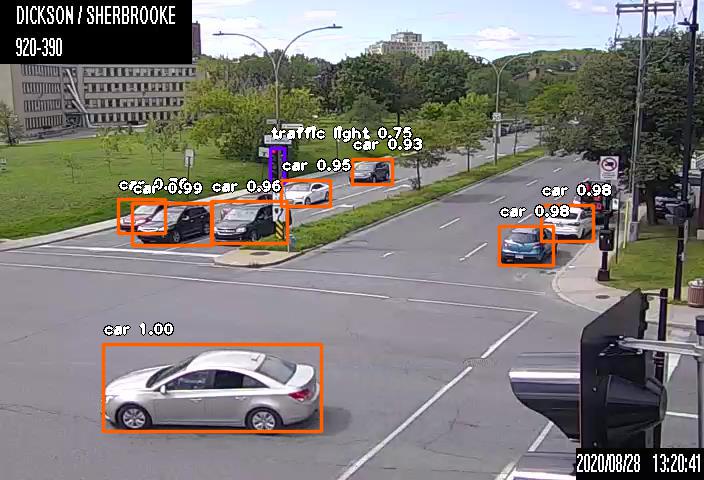 DICKSON / SHERBROOKE
920-390
traffic light 0.75
car 0.93
car 0.95
car 0.99
car 0.96
car 0.98
car 0.98
car 1.00
2020/08/28 13:20:41